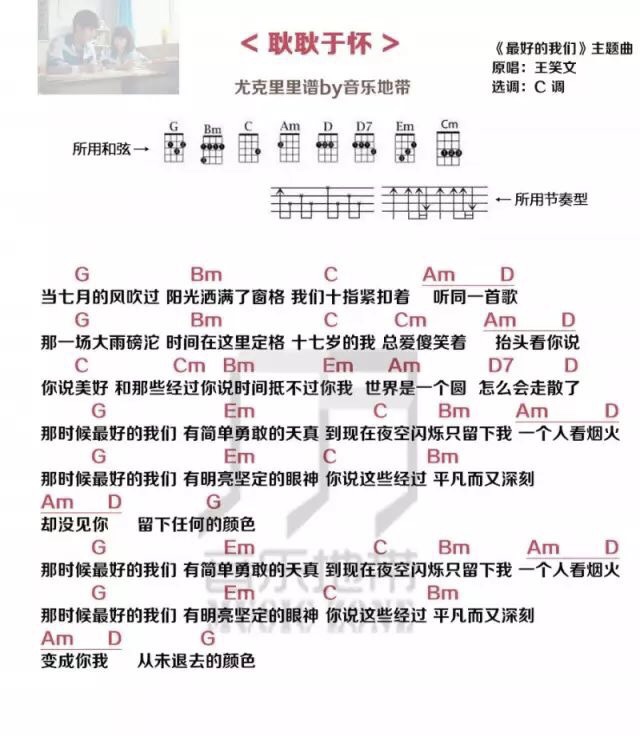 < 耿耿于怀 >
《最好的我们》主题曲
原唱：王笑文
尤克里里谱by音乐地带
选调：C 调
G Bm C Am D D7 Em Cm
所用和弦→
←所用节奏型
G Bm C Am D
当七月的风吹过 阳光洒满了窗格 我们十指紧扣着 听同一首歌
G Bm C Cm Am D
那一场大雨磅沱 时间在这里定格 十七岁的我 总爱傻笑着 抬头看你说
C Cm Bm Em Am D7 D
你说美好 和那些经过你说时间抵不过你我 世界是一个圆 怎么会走散了
G Em C Bm Am D
那时候最好的我们 有简单勇敢的天真 到现在夜空闪烁只留下我 一个人看烟火
G Em C Bm
那时候最好的我们 有明亮坚定的眼神 你说这些经过 平凡而又深刻
Am D G
却没见你 留下任何的颜色
G Em C Bm Am D
那时候最好的我们 有简单勇敢的天真 到现在夜空闪烁只留下我 一个人看烟火
G Em C Bm
那时候最好的我们 有明亮坚定的眼神 你说这些经过 平凡而又深刻
Am D G
变成你我 从未退去的颜色
音乐地带
MUSIC ZONE